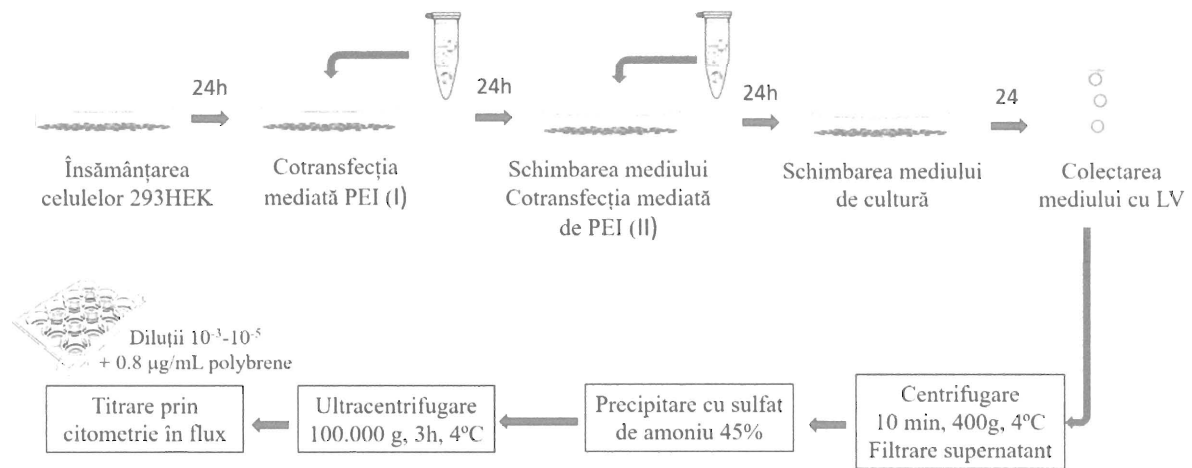 24h
24h
24h
24
Însămânțarea
celulelor 293HEK
Cotransfecția
mediată PEI (I)
Schimbarea mediului
Cotransfecția mediată
de PEI (II)
Schimbarea mediului
de cultură
Colectarea
mediului cu LV
Diluții 10⁻³-10⁻⁵
+ 0.8 µg/mL polybrene
Centrifugare
10 min, 400g, 4ºC
Filtrare supernatant
Precipitare cu sulfat
de amoniu 45%
Ultracentrifugare
100.000 g, 3h, 4ºC
Titrare prin
citometrie în flux